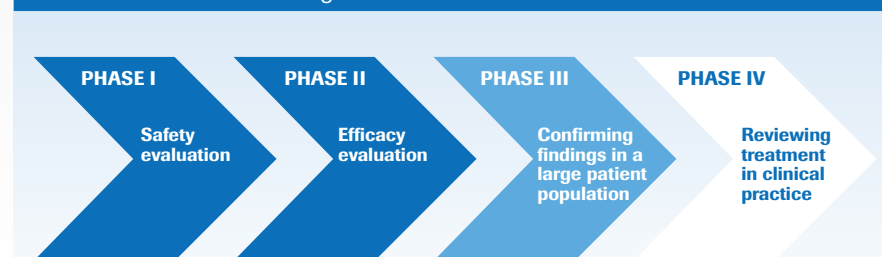 PHASE I
Safety
evaluation
PHASE II
Efficacy
evaluation
PHASE III
Confirming
findings in a
large patient
population
PHASE IV
Reviewing
treatment
in clinical
practice